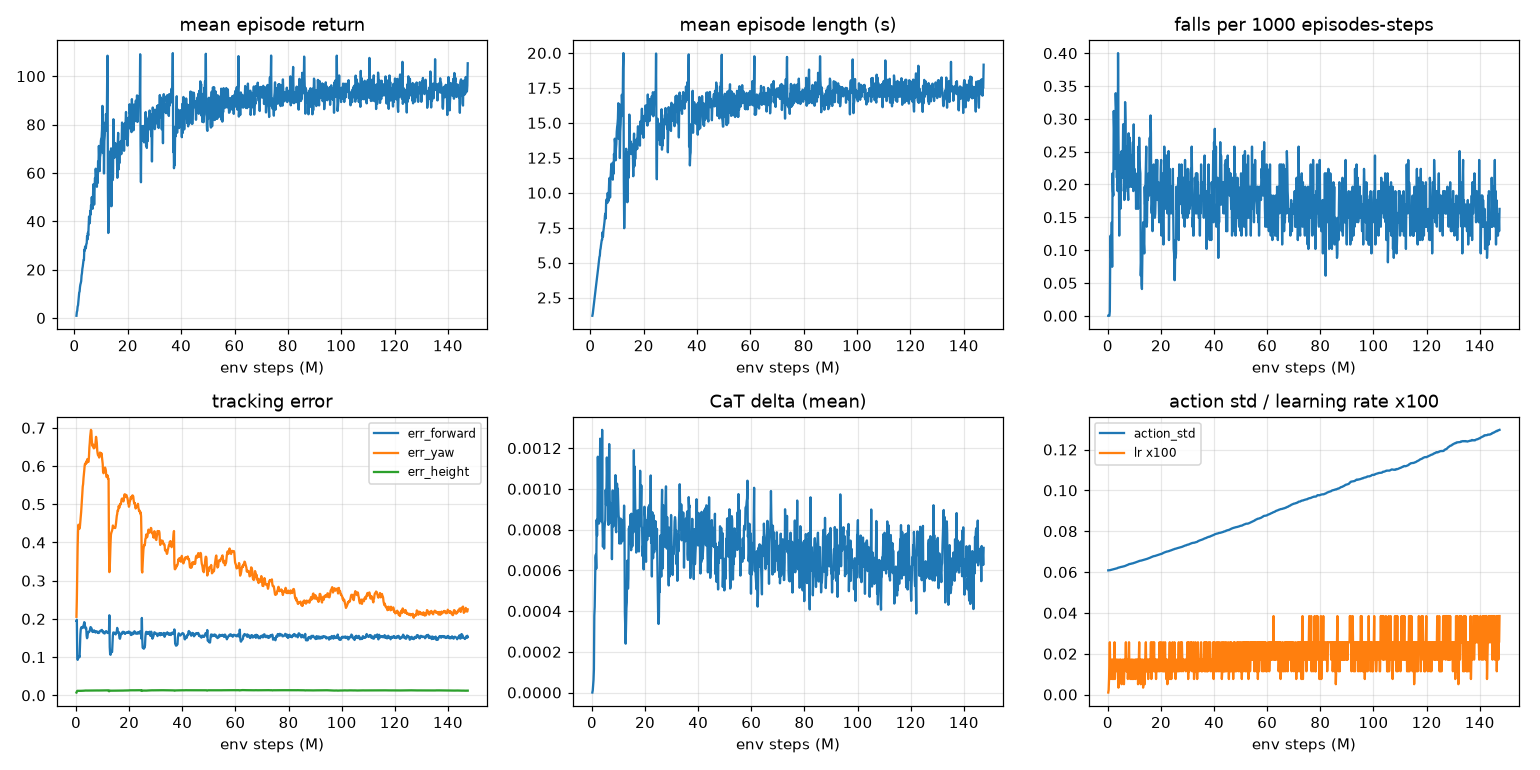 mean episode return
100
80
60
40
20
0
0 20 40 60 80 100 120 140
env steps (M)
mean episode length (s)
20.0
17.5
15.0
12.5
10.0
7.5
5.0
2.5
0 20 40 60 80 100 120 140
env steps (M)
falls per 1000 episodes-steps
0.40
0.35
0.30
0.25
0.20
0.15
0.10
0.05
0.00
0 20 40 60 80 100 120 140
env steps (M)
tracking error
err_forward
err_yaw
err_height
0.7
0.6
0.5
0.4
0.3
0.2
0.1
0.0
0 20 40 60 80 100 120 140
env steps (M)
CaT delta (mean)
0.0012
0.0010
0.0008
0.0006
0.0004
0.0002
0.0000
0 20 40 60 80 100 120 140
env steps (M)
action std / learning rate x100
action_std
lr x100
0.12
0.10
0.08
0.06
0.04
0.02
0.00
0 20 40 60 80 100 120 140
env steps (M)